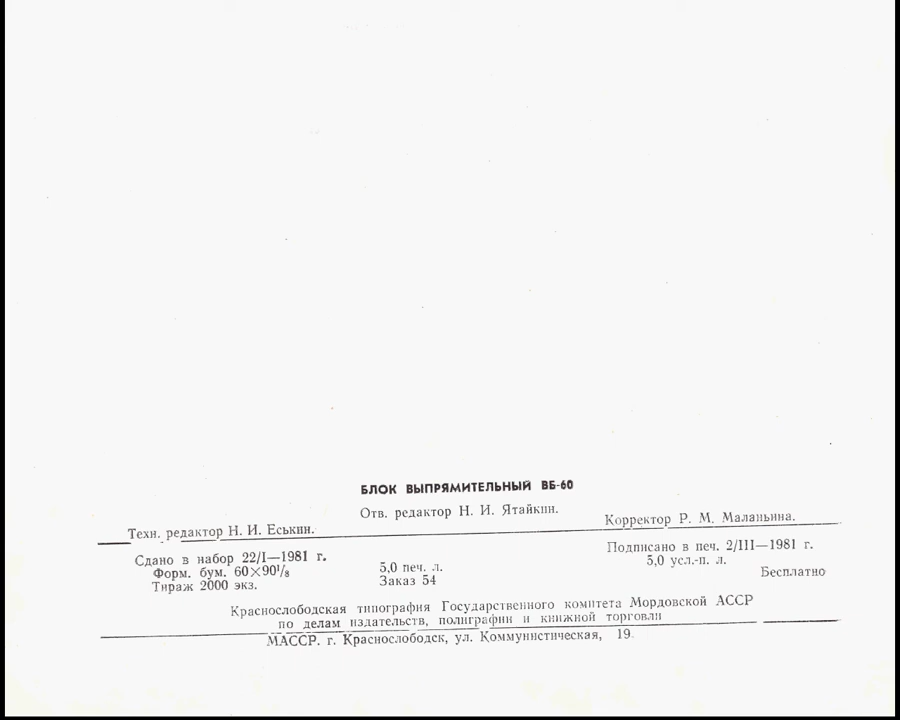 БЛОК ВЫПРЯМИТЕЛЬНЫЙ ВБ-60
Отв. редактор Н. И. Ятайкин.
Техн. редактор Н. И. Еськин.
Корректор Р. М. Маланьина.
Сдано в набор 22/I—1981 г.
Подписано в печ. 2/III—1981 г.
Форм. бум. 60×90¹/₈
5,0 печ. л.
5,0 усл.-п. л.
Тираж 2000 экз.
Заказ 54
Бесплатно
Краснослободская типография Государственного комитета Мордовской АССР
по делам издательств, полиграфии и книжной торговли
МАССР. г. Краснослободск, ул. Коммунистическая, 19.